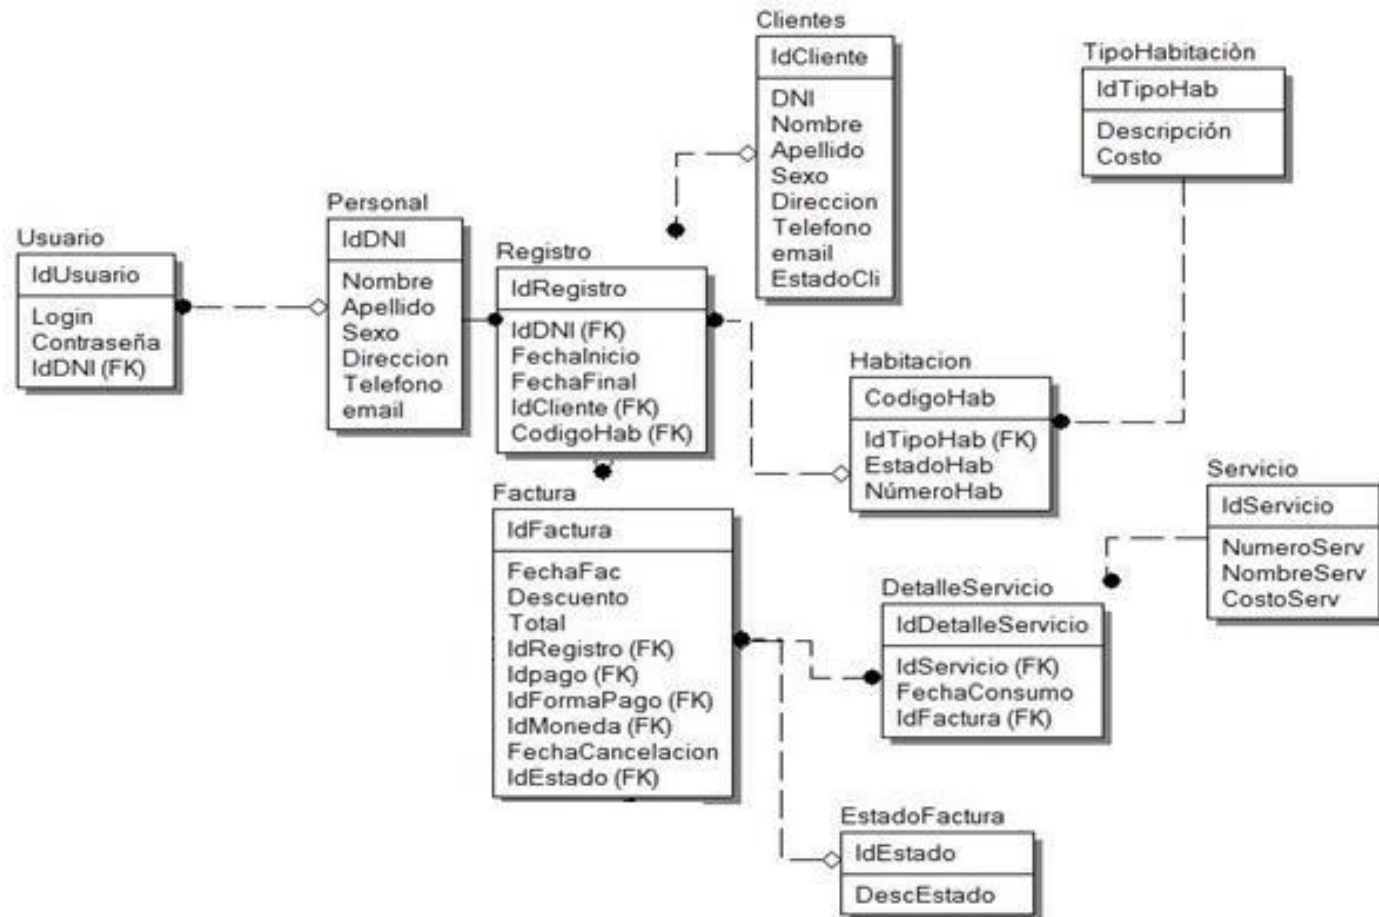 Clientes
IdCliente
DNI
Nombre
Apellido
Sexo
Direccion
Telefono
email
EstadoCli
TipoHabitaciòn
IdTipoHab
Descripción
Costo
Personal
IdDNI
Nombre
Apellido
Sexo
Direccion
Telefono
email
Usuario
IdUsuario
Login
Contraseña
IdDNI (FK)
Registro
IdRegistro
IdDNI (FK)
FechaInicio
FechaFinal
IdCliente (FK)
CodigoHab (FK)
Habitacion
CodigoHab
IdTipoHab (FK)
EstadoHab
NúmeroHab
Servicio
IdServicio
NumeroServ
NombreServ
CostoServ
Factura
IdFactura
FechaFac
Descuento
Total
IdRegistro (FK)
Idpago (FK)
IdFormaPago (FK)
IdMoneda (FK)
FechaCancelacion
IdEstado (FK)
DetalleServicio
IdDetalleServicio
IdServicio (FK)
FechaConsumo
IdFactura (FK)
EstadoFactura
IdEstado
DescEstado